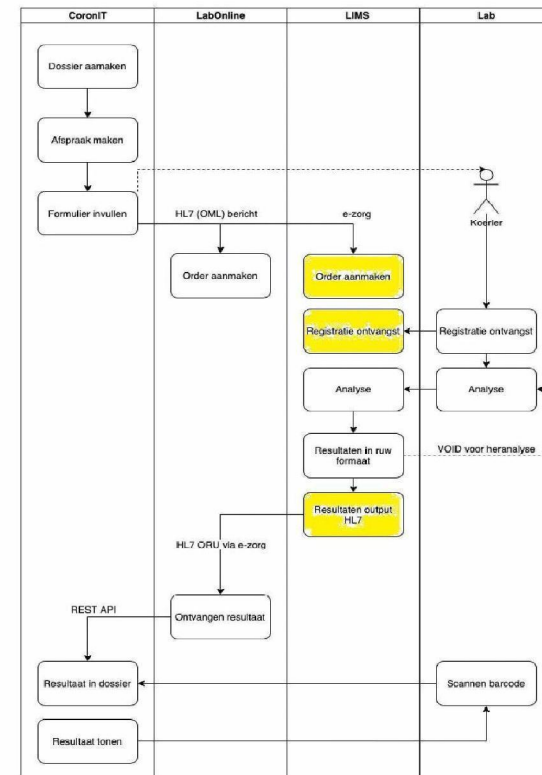 CoronIT
LabOnline
LIMS
Lab
Dossier aamaken
Afspraak maken
Formulier invullen
HL7 (OML) bericht
e-zorg
Koerier
Order aanmaken
Order aanmaken
Registratie ontvangst
Registratie ontvangst
Analyse
Analyse
Resultaten in ruw
formaat
VOID voor heranalyse
Resultaten output
HL7
HL7 ORU via e-zorg
REST API
Ontvangen resultaat
Resultaat in dossier
Scannen barcode
Resultaat tonen